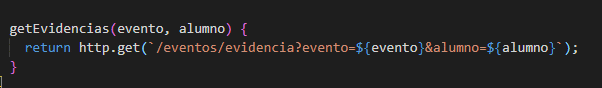 getEvidencias(evento, alumno) {
return http.get(`/eventos/evidencia?evento=${evento}&alumno=${alumno}`);
}